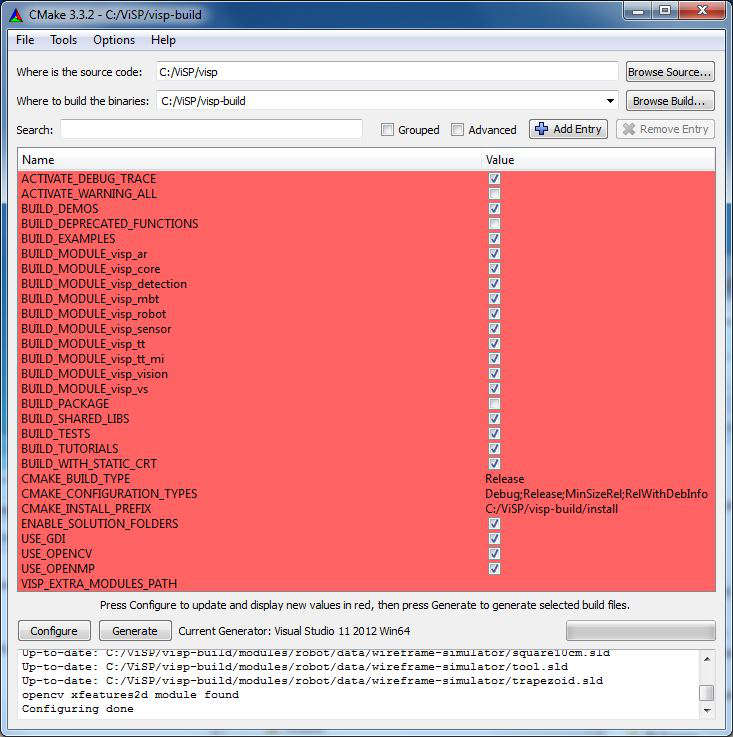 CMake 3.3.2 - C:/ViSP/visp-build
File Tools Options Help
Where is the source code: C:/ViSP/visp Browse Source...
Where to build the binaries: C:/ViSP/visp-build Browse Build...
Search: Grouped Advanced Add Entry Remove Entry
Name Value
ACTIVATE_DEBUG_TRACE
ACTIVATE_WARNING_ALL
BUILD_DEMOS
BUILD_DEPRECATED_FUNCTIONS
BUILD_EXAMPLES
BUILD_MODULE_visp_ar
BUILD_MODULE_visp_core
BUILD_MODULE_visp_detection
BUILD_MODULE_visp_mbt
BUILD_MODULE_visp_robot
BUILD_MODULE_visp_sensor
BUILD_MODULE_visp_tt
BUILD_MODULE_visp_tt_mi
BUILD_MODULE_visp_vision
BUILD_MODULE_visp_vs
BUILD_PACKAGE
BUILD_SHARED_LIBS
BUILD_TESTS
BUILD_TUTORIALS
BUILD_WITH_STATIC_CRT
CMAKE_BUILD_TYPE Release
CMAKE_CONFIGURATION_TYPES Debug;Release;MinSizeRel;RelWithDebInfo
CMAKE_INSTALL_PREFIX C:/ViSP/visp-build/install
ENABLE_SOLUTION_FOLDERS
USE_GDI
USE_OPENCV
USE_OPENMP
VISP_EXTRA_MODULES_PATH
Press Configure to update and display new values in red, then press Generate to generate selected build files.
Configure Generate Current Generator: Visual Studio 11 2012 Win64
Up-to-date: C:/ViSP/visp-build/modules/robot/data/wireframe-simulator/square10cm.sld
Up-to-date: C:/ViSP/visp-build/modules/robot/data/wireframe-simulator/tool.sld
Up-to-date: C:/ViSP/visp-build/modules/robot/data/wireframe-simulator/trapezoid.sld
opencv xfeatures2d module found
Configuring done